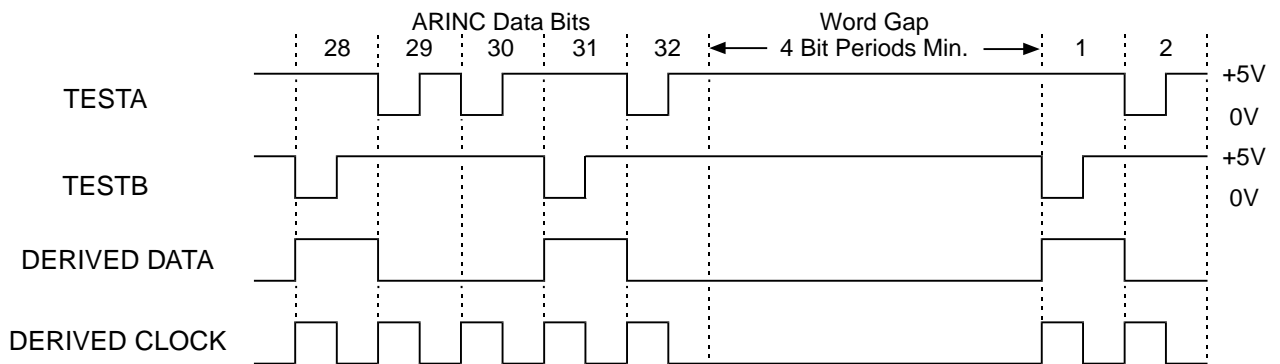 ARINC Data Bits
Word Gap
28 29 30 31 32 4 Bit Periods Min. 1 2
TESTA
+5V
0V
TESTB
+5V
0V
DERIVED DATA
DERIVED CLOCK